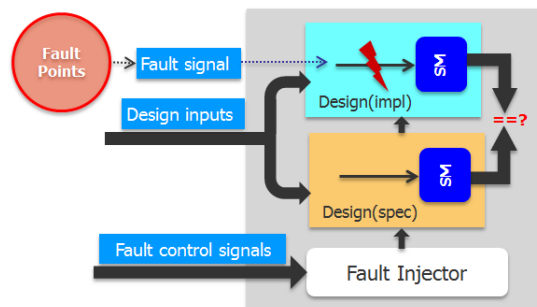 Fault
Points
Fault signal
SM
Design(impl)
Design inputs
==?
SM
Design(spec)
Fault control signals
Fault Injector